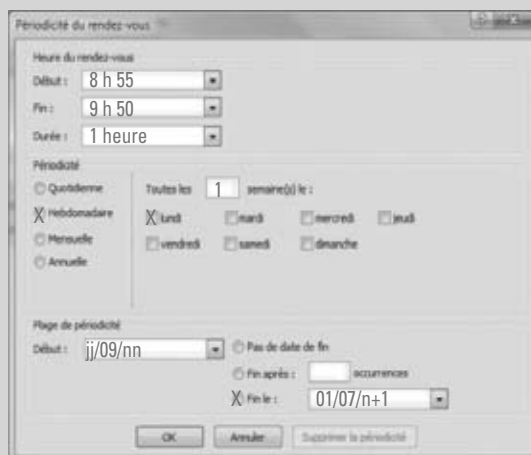 Périodicité du rendez-vous
Heure du rendez-vous
Début : 8 h 55
Fin : 9 h 50
Durée : 1 heure
Périodicité
Quotidienne
X Hebdomadaire
Mensuelle
Annuelle
Toutes les 1 semaine(s) le :
X lundi mardi mercredi jeudi
vendredi samedi dimanche
Plage de périodicité
Début : jj/09/nn
Pas de date de fin
Fin après : occurrences
X Fin le : 01/07/n+1
OK Annuler Supprimer la périodicité